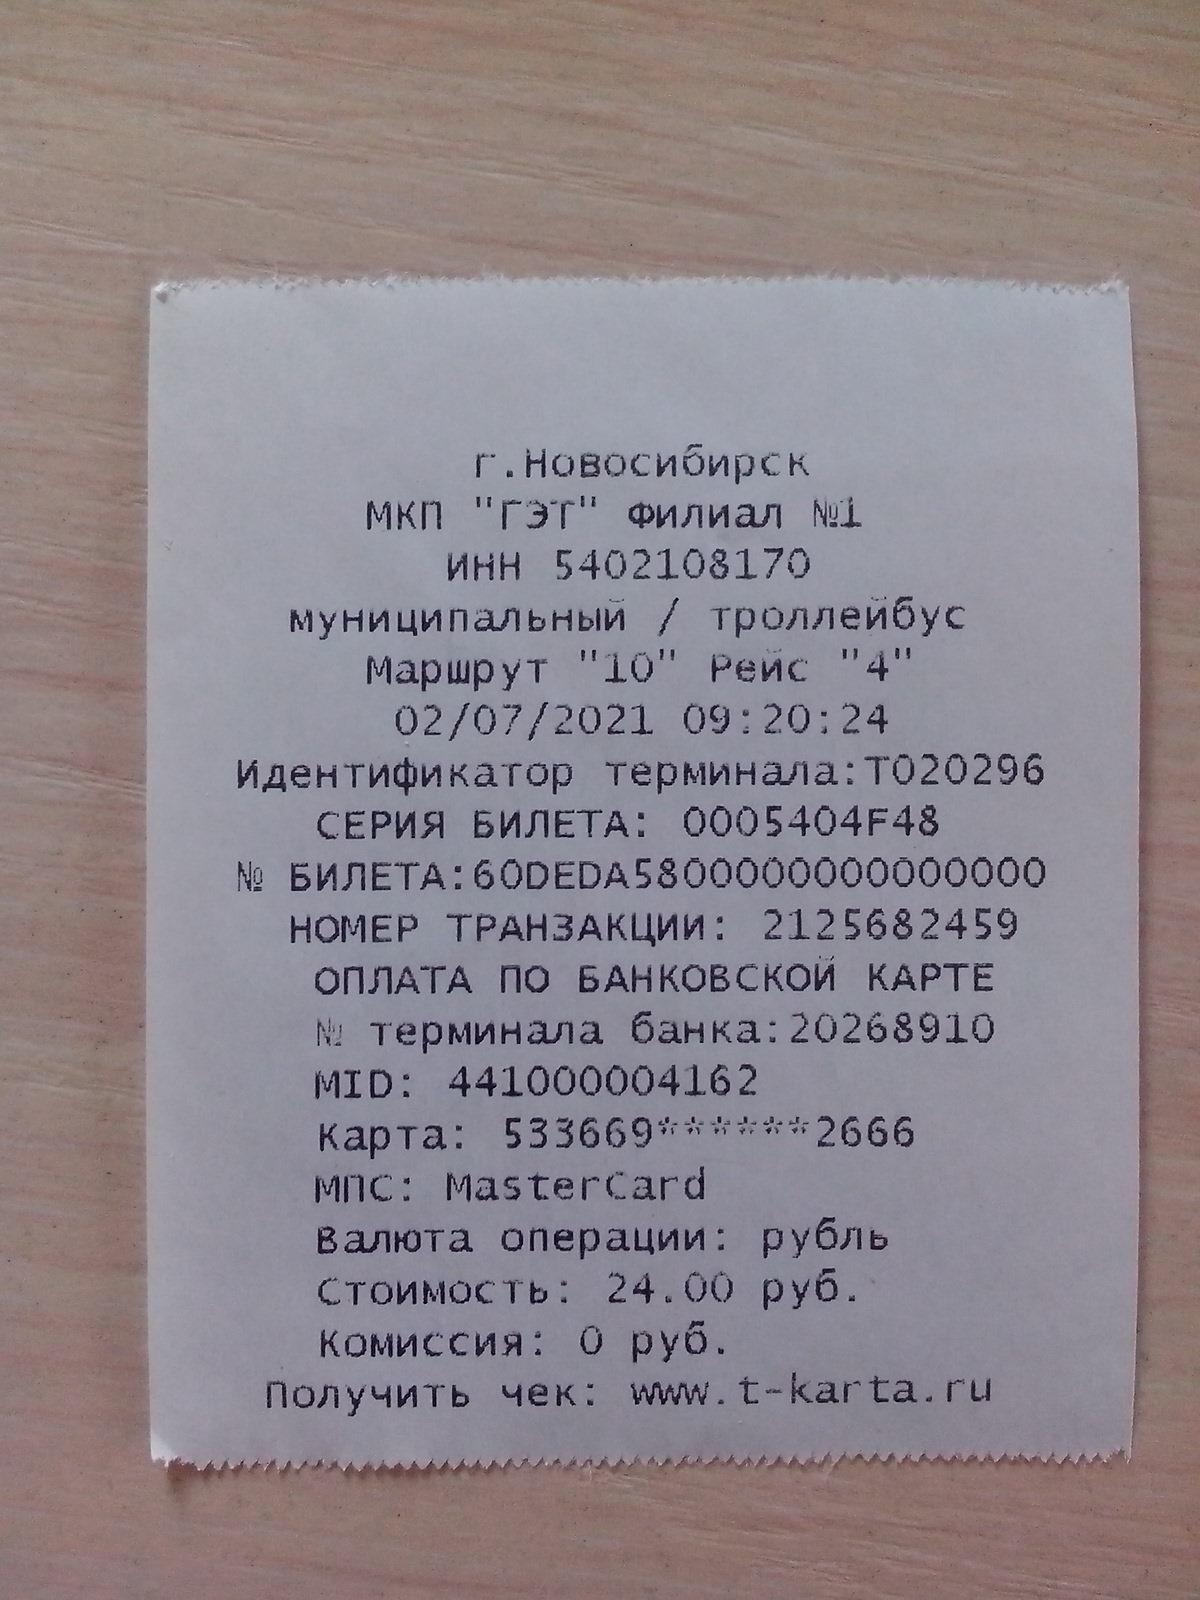 г.Новосибирск
МКП "ГЭТ" Филиал №1
ИНН 5402108170
муниципальный / троллейбус
Маршрут "10" Рейс "4"
02/07/2021 09:20:24
Идентификатор терминала:Т020296
СЕРИЯ БИЛЕТА: 0005404F48
№ БИЛЕТА:60DEDA58000000000000000
НОМЕР ТРАНЗАКЦИИ: 2125682459
ОПЛАТА ПО БАНКОВСКОЙ КАРТЕ
№ терминала банка:20268910
MID: 441000004162
Карта: 533669******2666
МПС: MasterCard
Валюта операции: рубль
Стоимость: 24.00 руб.
Комиссия: 0 руб.
Получить чек: www.t-karta.ru